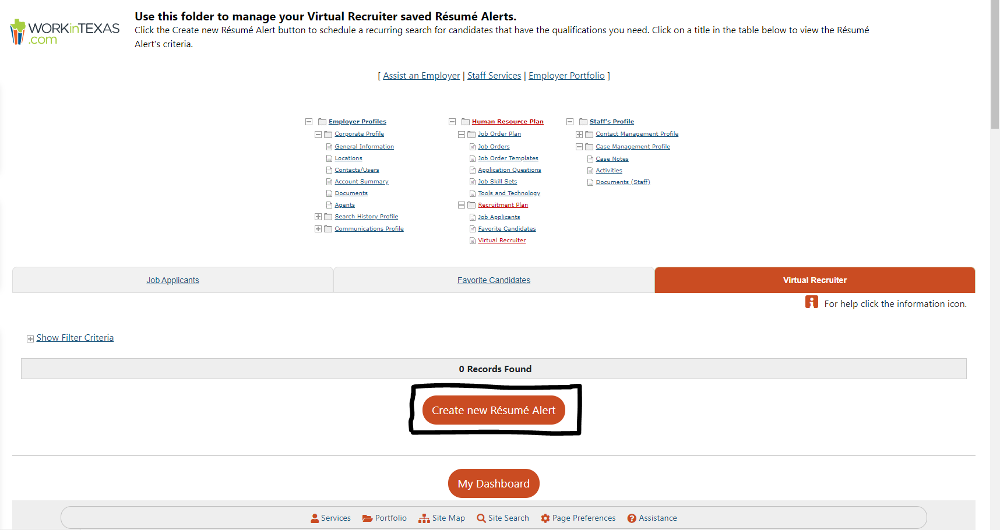 Use this folder to manage your Virtual Recruiter saved Résumé Alerts.
WORKinTEXAS
.com
Click the Create new Résumé Alert button to schedule a recurring search for candidates that have the qualifications you need. Click on a title in the table below to view the Résumé
Alert's criteria.
[ Assist an Employer | Staff Services | Employer Portfolio ]
Employer Profiles
Corporate Profile
General Information
Locations
Contacts/Users
Account Summary
Documents
Agents
Search History Profile
Communications Profile
Human Resource Plan
Job Order Plan
Job Orders
Job Order Templates
Application Questions
Job Skill Sets
Tools and Technology
Recruitment Plan
Job Applicants
Favorite Candidates
Virtual Recruiter
Staff's Profile
Contact Management Profile
Case Management Profile
Case Notes
Activities
Documents (Staff)
Job Applicants
Favorite Candidates
Virtual Recruiter
For help click the information icon.
Show Filter Criteria
0 Records Found
Create new Résumé Alert
My Dashboard
Services
Portfolio
Site Map
Site Search
Page Preferences
Assistance